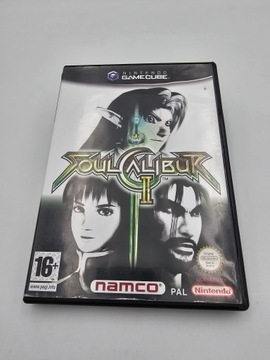 NINTENDO
GAMECUBE
SOULCALIBUR
II
16+
www.pegi.info
namco
PAL
Nintendo